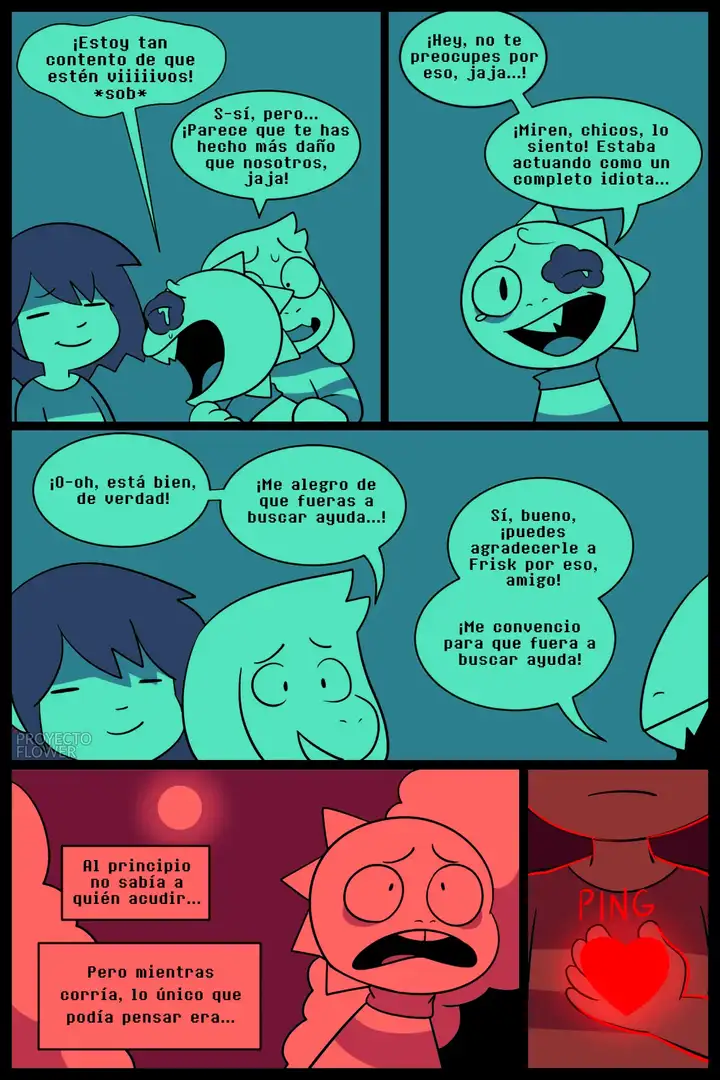 ¡Estoy tan
contento de que
estén viiiiivos!
*sob*
S-sí, pero...
¡Parece que te has
hecho más daño
que nosotros,
jaja!
¡Hey, no te
preocupes por
eso, jaja...!
¡Miren, chicos, lo
siento! Estaba
actuando como un
completo idiota...
¡O-oh, está bien,
de verdad!
¡Me alegro de
que fueras a
buscar ayuda...!
Sí, bueno,
¡puedes
agradecerle a
Frisk por eso,
amigo!
¡Me convencio
para que fuera a
buscar ayuda!
PROYECTO
FLOWER
Al principio
no sabía a
quién acudir...
Pero mientras
corría, lo único que
podía pensar era...
PING